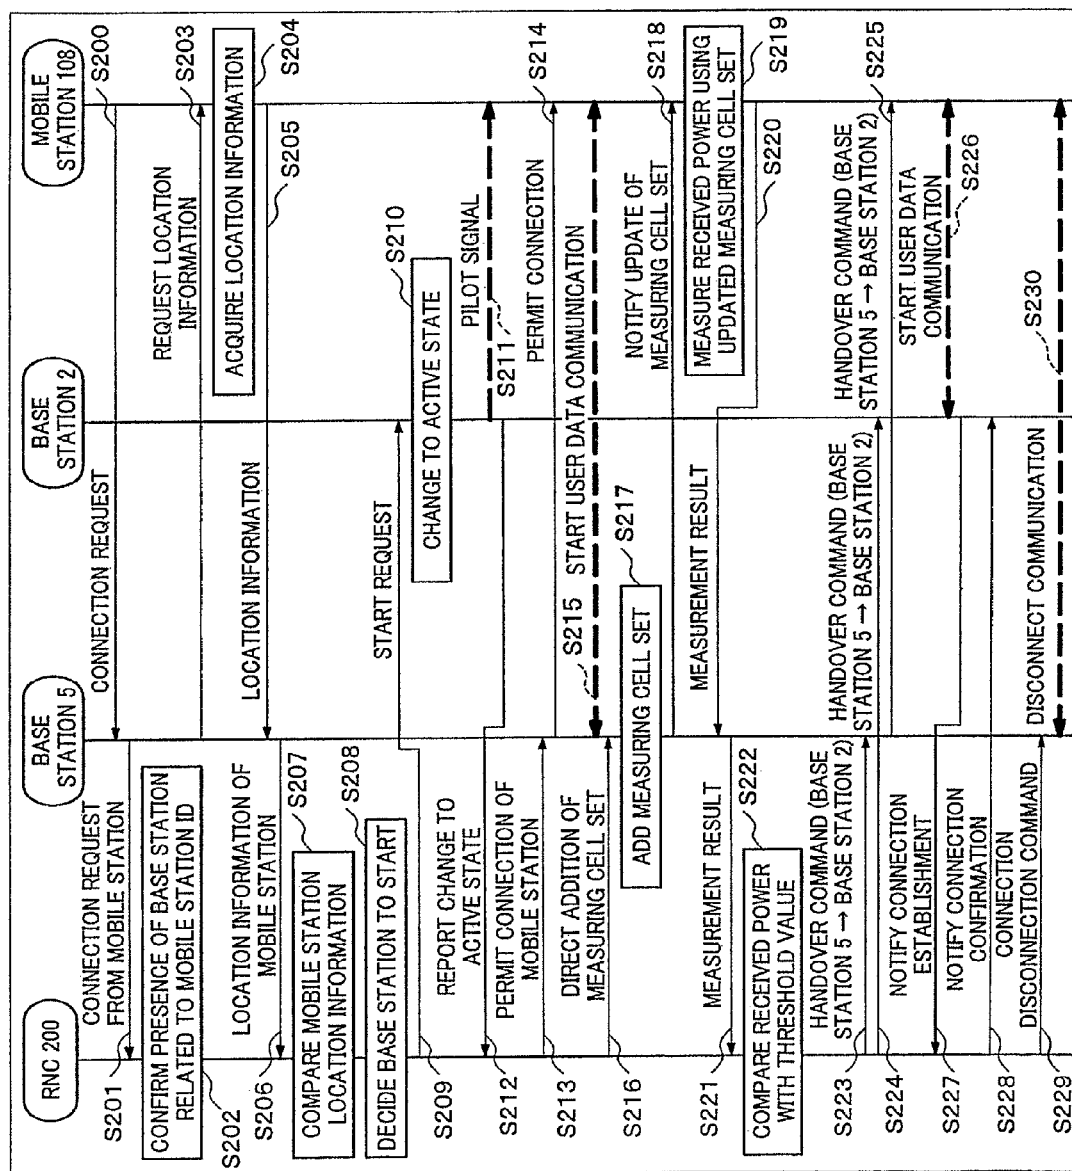 RNC 200
BASE
STATION 5
BASE
STATION 2
MOBILE
STATION 108
CONNECTION REQUEST
S200
CONNECTION REQUEST
FROM MOBILE STATION
S201
CONFIRM PRESENCE OF BASE STATION
RELATED TO MOBILE STATION ID
S202
REQUEST LOCATION
INFORMATION
S203
ACQUIRE LOCATION INFORMATION
S204
LOCATION INFORMATION
S205
LOCATION INFORMATION OF
MOBILE STATION
S206
COMPARE MOBILE STATION
LOCATION INFORMATION
S207
DECIDE BASE STATION TO START
S208
START REQUEST
S209
CHANGE TO ACTIVE STATE
S210
PILOT SIGNAL
S211
REPORT CHANGE TO
ACTIVE STATE
S212
PERMIT CONNECTION OF
MOBILE STATION
S213
PERMIT CONNECTION
S214
S215
START USER DATA COMMUNICATION
DIRECT ADDITION OF
MEASURING CELL SET
S216
ADD MEASURING CELL SET
S217
NOTIFY UPDATE OF
MEASURING CELL SET
S218
MEASURE RECEIVED POWER USING
UPDATED MEASURING CELL SET
S219
MEASUREMENT RESULT
S220
MEASUREMENT RESULT
S221
COMPARE RECEIVED POWER
WITH THRESHOLD VALUE
S222
HANDOVER COMMAND (BASE
STATION 5 → BASE STATION 2)
S223
HANDOVER COMMAND (BASE
STATION 5 → BASE STATION 2)
S224
HANDOVER COMMAND (BASE
STATION 5 → BASE STATION 2)
S225
START USER DATA
COMMUNICATION
S226
NOTIFY CONNECTION
ESTABLISHMENT
S227
NOTIFY CONNECTION
CONFIRMATION
S228
CONNECTION
DISCONNECTION COMMAND
S229
DISCONNECT COMMUNICATION
S230